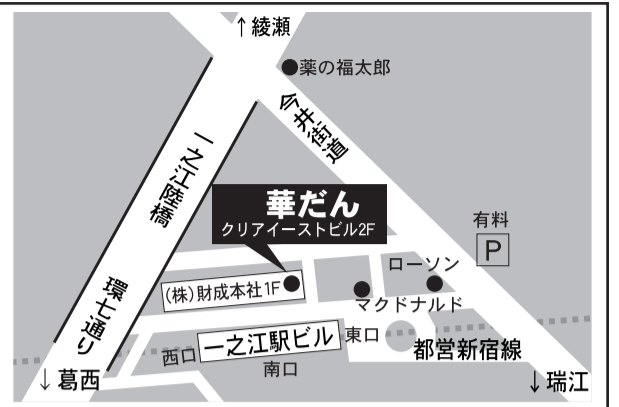 ↑綾瀬
●薬の福太郎
今井街道
一之江陸橋
華だん
クリアイーストビル2F
有料
P
ローソン
(株)財成本社1F
マクドナルド
環七通り
東口
一之江駅ビル
西口
南口
都営新宿線
↓葛西
↓瑞江